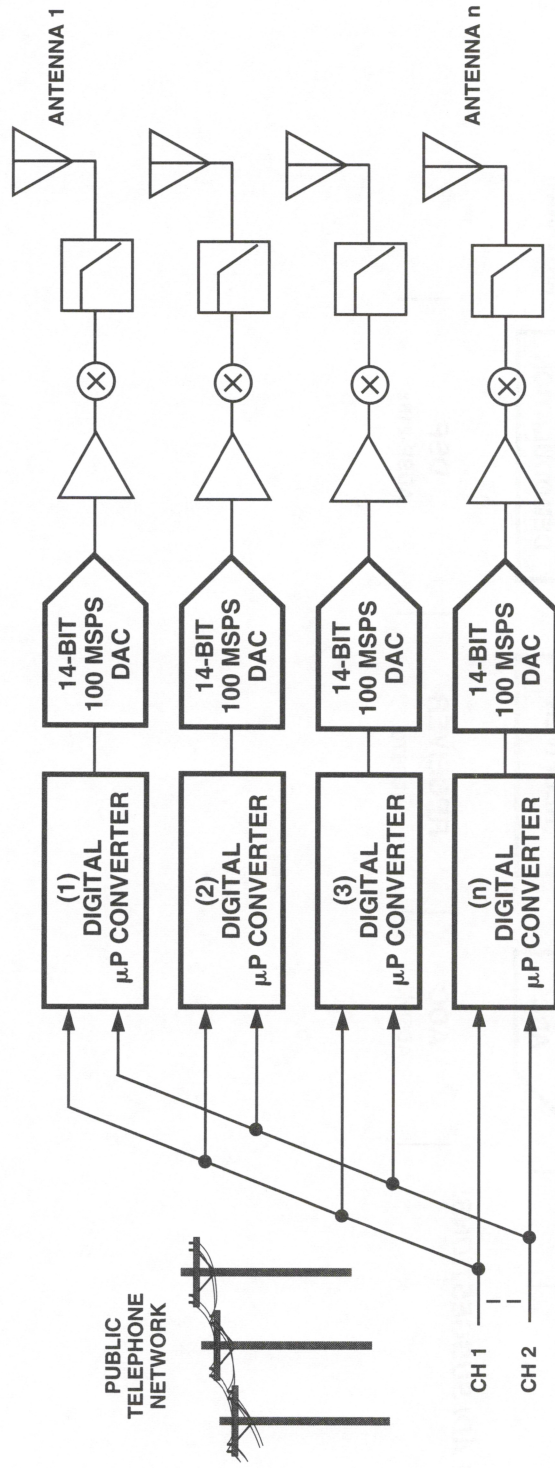 PUBLIC
TELEPHONE
NETWORK
CH 1
CH 2
(1)
DIGITAL
μP CONVERTER
14-BIT
100 MSPS
DAC
ANTENNA 1
(2)
DIGITAL
μP CONVERTER
14-BIT
100 MSPS
DAC
(3)
DIGITAL
μP CONVERTER
14-BIT
100 MSPS
DAC
(n)
DIGITAL
μP CONVERTER
14-BIT
100 MSPS
DAC
ANTENNA n